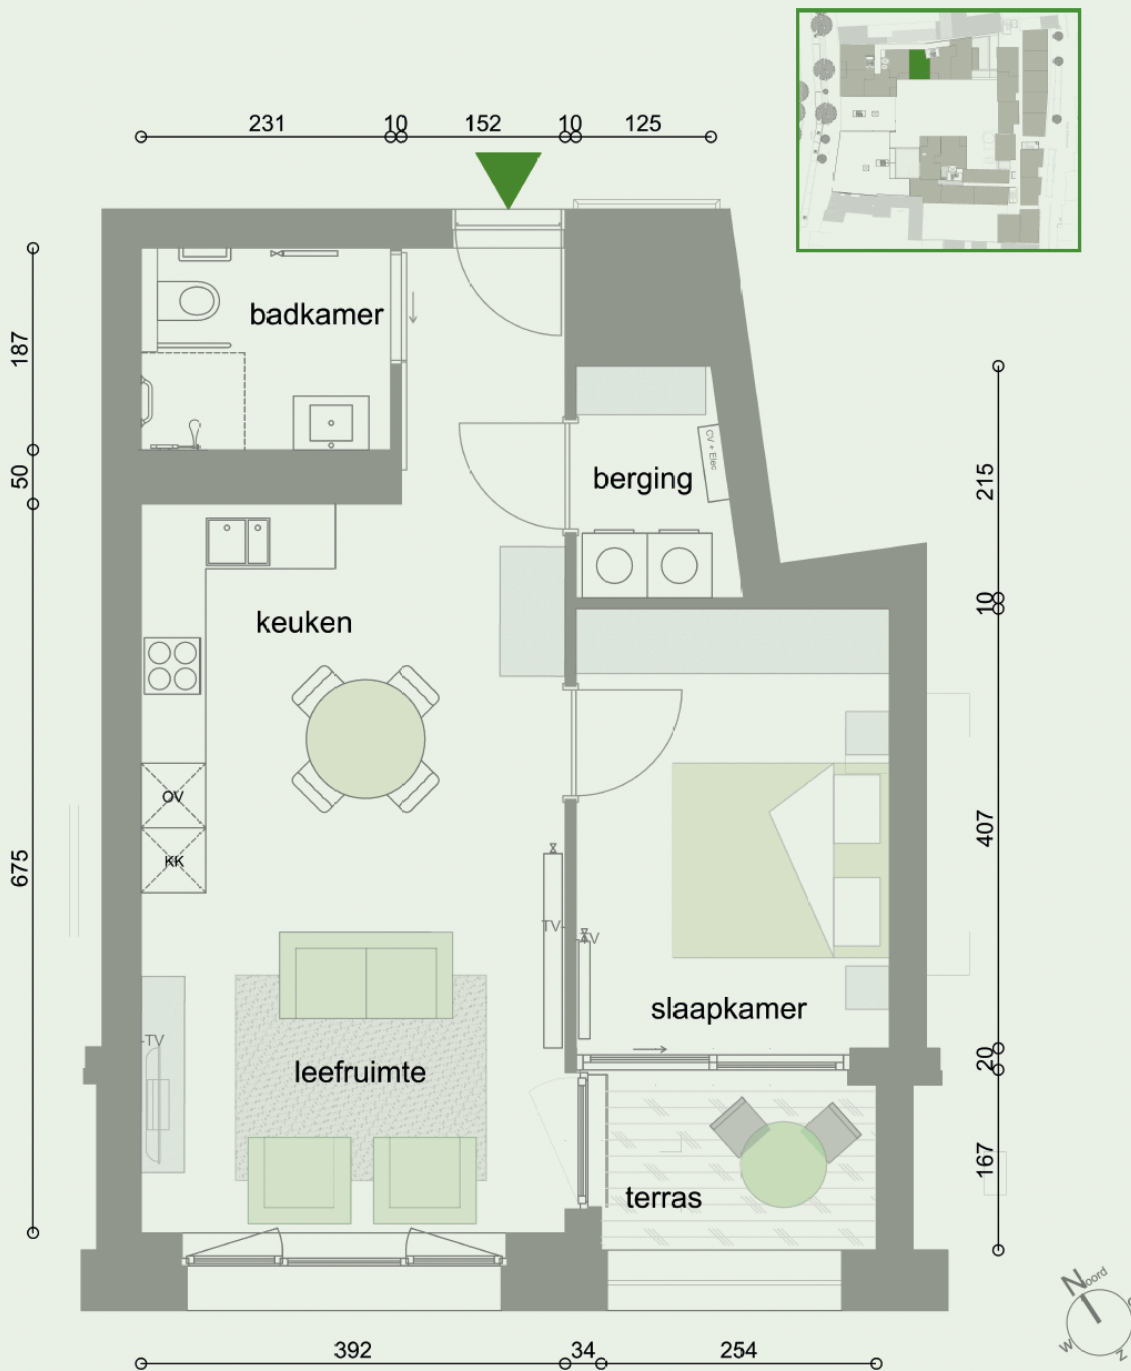 231 10 152 10 125
badkamer
187
50
CV + Elec
berging
215
keuken
10
OV
KK
675
407
TV
TV
slaapkamer
TV
leefruimte
20
167
terras
Noord
W
Z
392 34 254